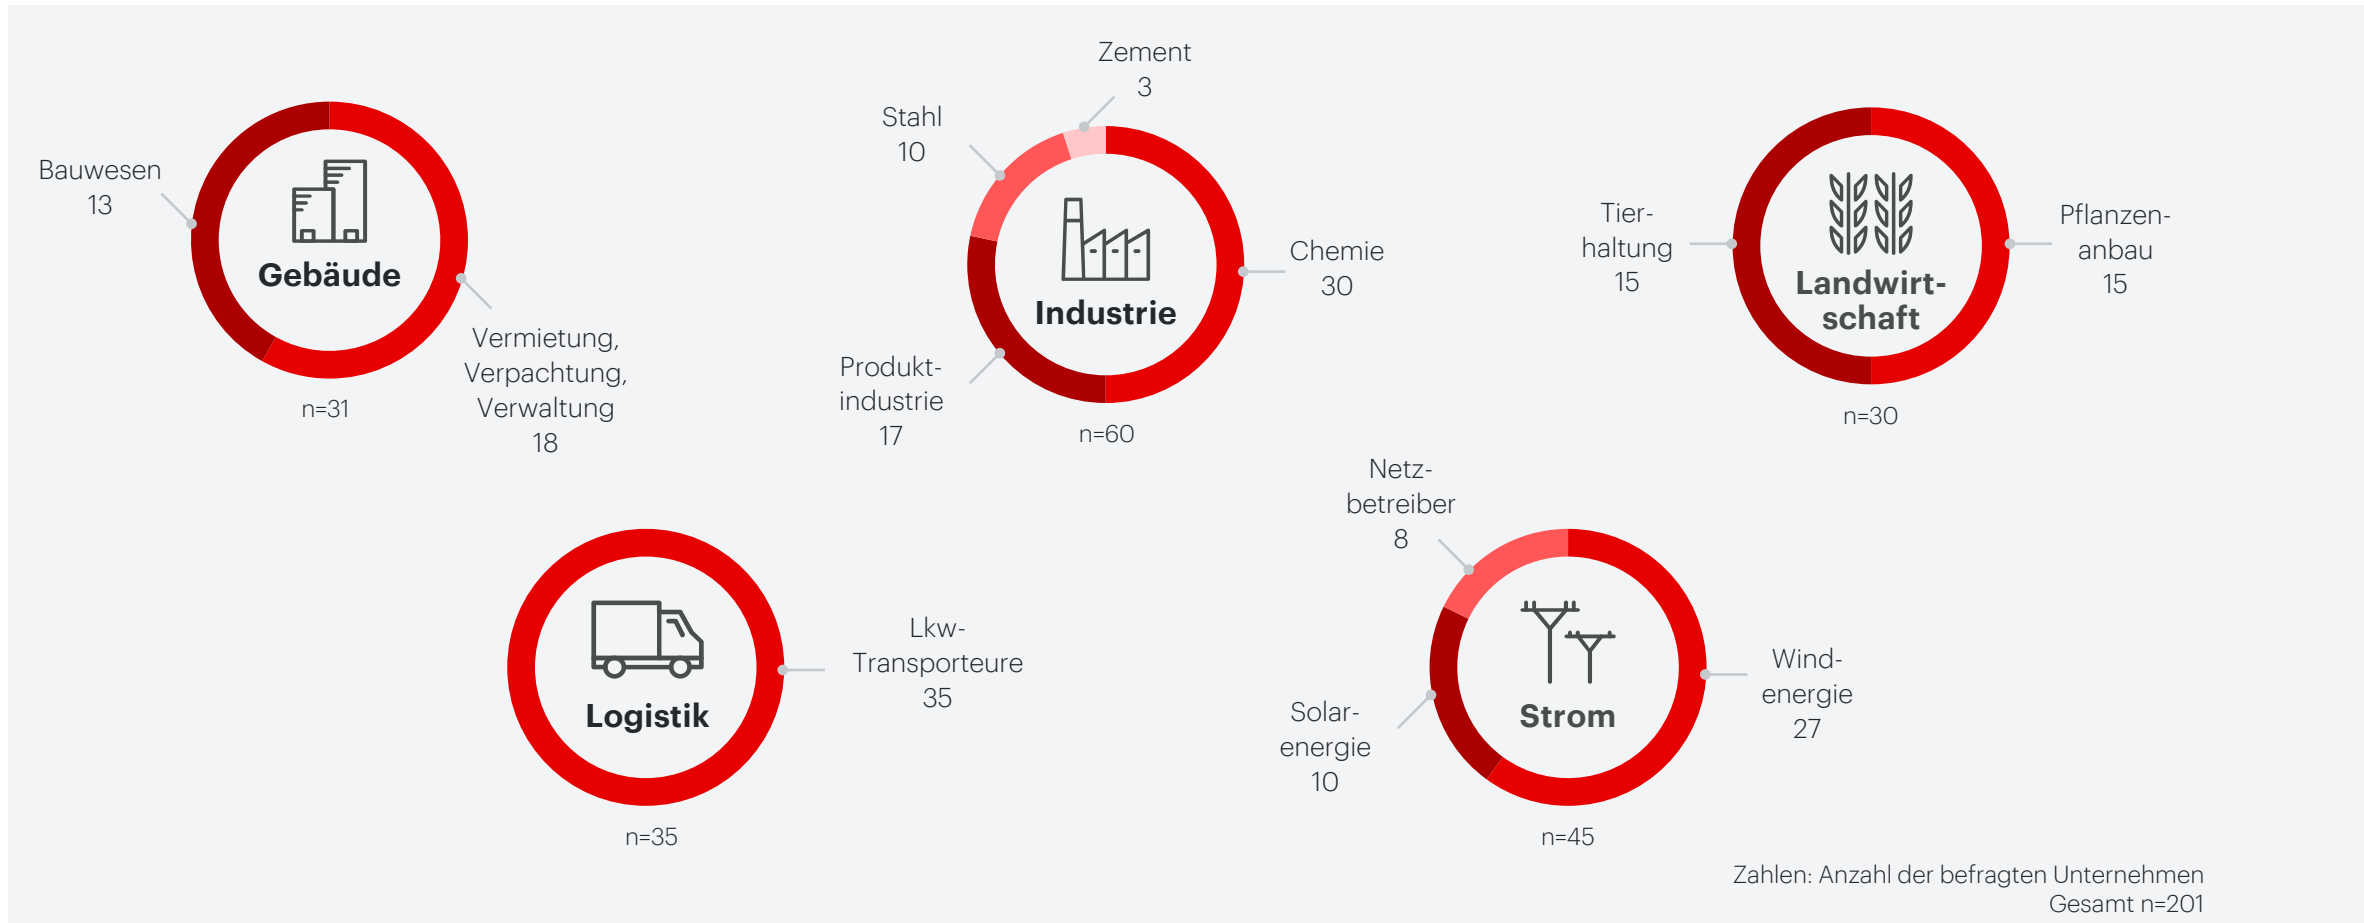 Bauwesen
13
Gebäude
Vermietung,
Verpachtung,
Verwaltung
18
n=31
Zement
3
Stahl
10
Chemie
30
Industrie
Produkt-
industrie
17
n=60
Tier-
haltung
15
Landwirt-
schaft
Pflanzen-
anbau
15
n=30
Logistik
Lkw-
Transporteure
35
n=35
Netz-
betreiber
8
Strom
Wind-
energie
27
Solar-
energie
10
n=45
Zahlen: Anzahl der befragten Unternehmen
Gesamt n=201